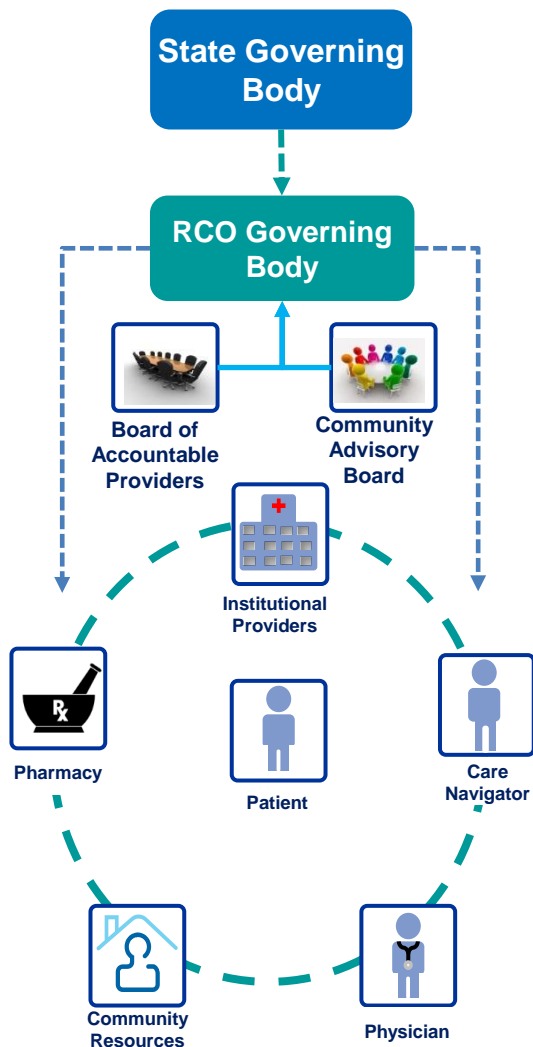 State Governing
Body
RCO Governing
Body
Board of
Accountable
Providers
Community
Advisory
Board
Institutional
Providers
Rx
Pharmacy
Patient
Care
Navigator
Community
Resources
Physician